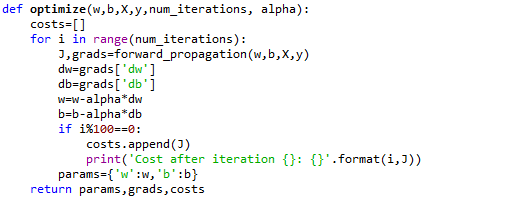 def optimize(w,b,X,y,num_iterations, alpha):
    costs=[]
    for i in range(num_iterations):
        J,grads=forward_propagation(w,b,X,y)
        dw=grads['dw']
        db=grads['db']
        w=w-alpha*dw
        b=b-alpha*db
        if i%100==0:
            costs.append(J)
            print('Cost after iteration {}: {}'.format(i,J))
        params={'w':w,'b':b}
    return params,grads,costs